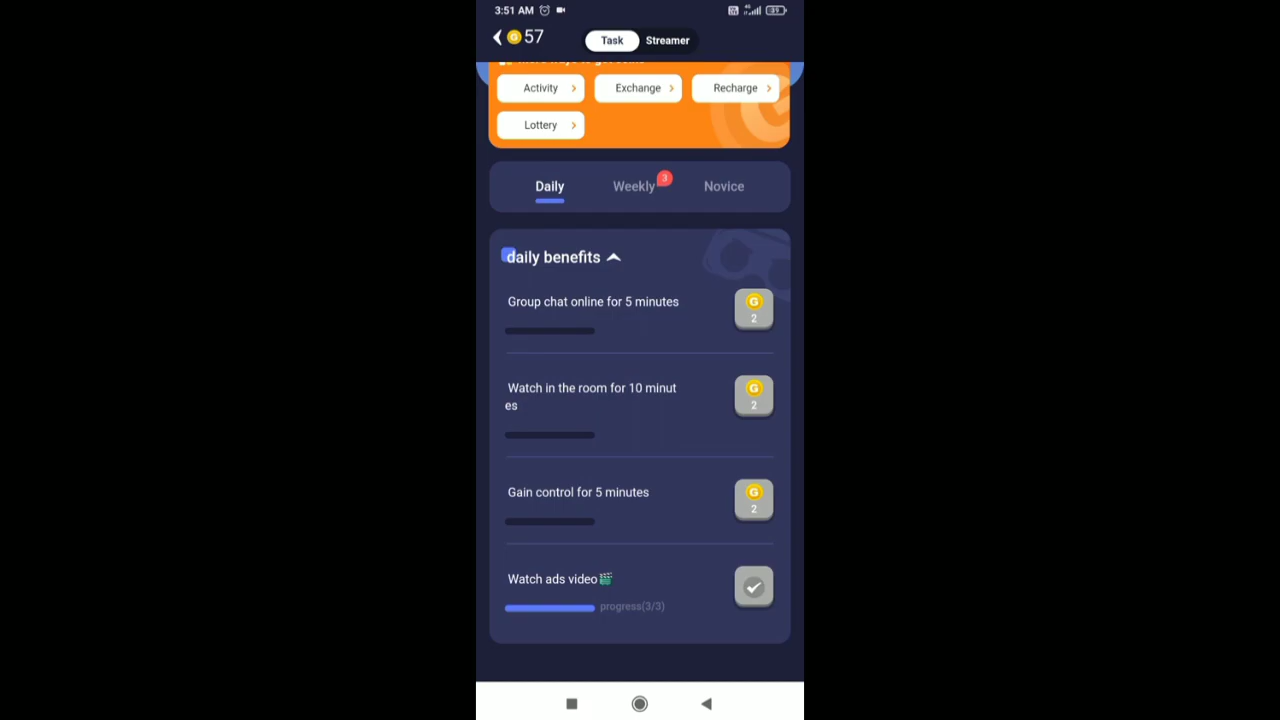 3:51 AM
39
G 57
Task
Streamer
Activity
Exchange
Recharge
Lottery
Daily
Weekly
3
Novice
daily benefits
Group chat online for 5 minutes
G
2
Watch in the room for 10 minut
es
G
2
Gain control for 5 minutes
G
2
Watch ads video
progress(3/3)